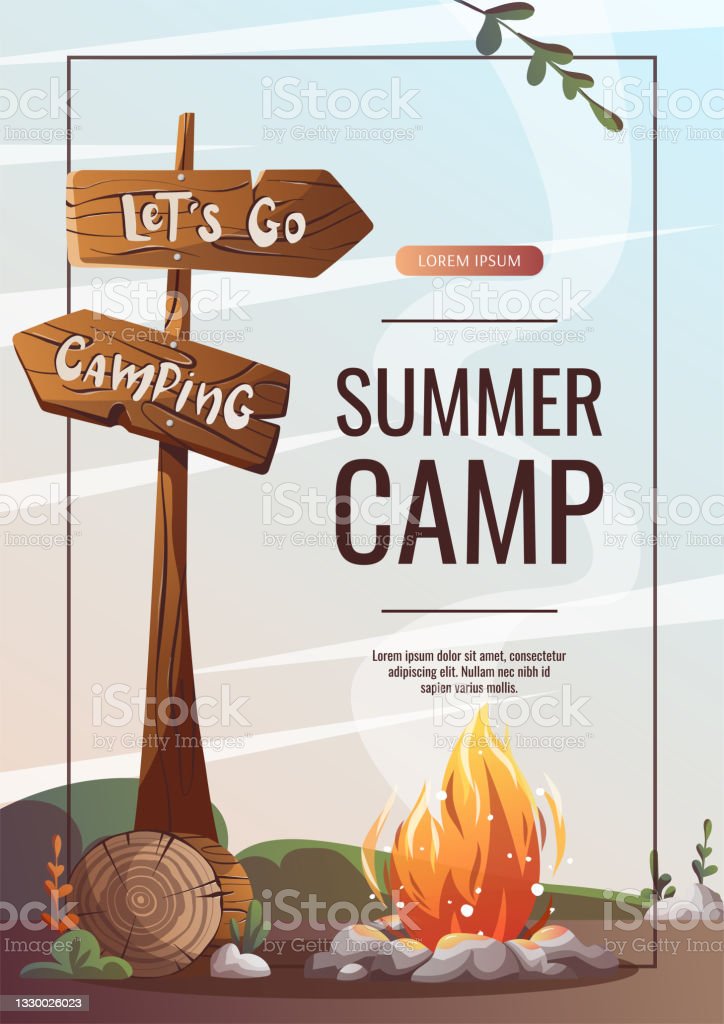 LET'S GO
CAMPING
LOREM IPSUM
SUMMER
CAMP
Lorem ipsum dolor sit amet, consectetur
adipiscing elit. Nullam nec nibh id
sapien varius mollis.
iStock
by Getty Images™
1330026023